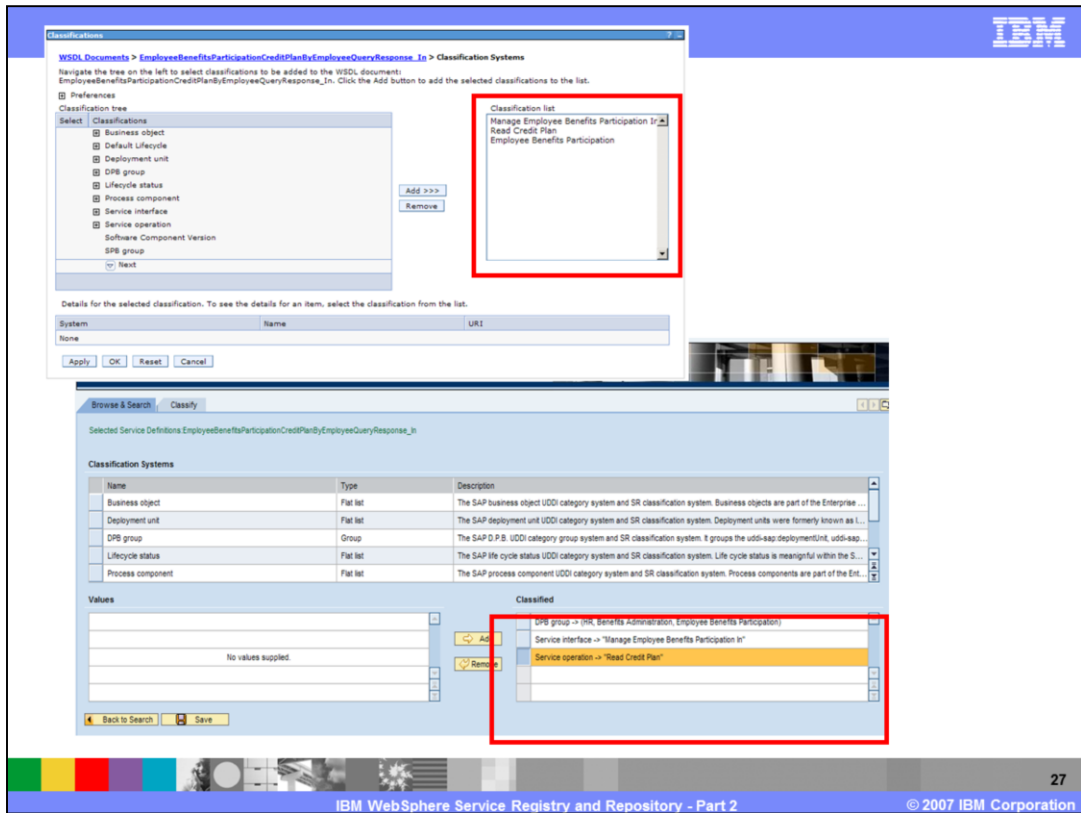 IBM
Classifications
WSDL Documents > EmployeeBenefitsParticipationCreditPlanByEmployeeQueryResponse_In > Classification Systems
Navigate the tree on the left to select classifications to be added to the WSDL document:
EmployeeBenefitsParticipationCreditPlanByEmployeeQueryResponse_In. Click the Add button to add the selected classifications to the list.
Preferences
Classification tree
Select Classifications
Business object
Default Lifecycle
Deployment unit
DPB group
Lifecycle status
Process component
Service interface
Service operation
Software Component Version
SPB group
Next
Add >>>
Remove
Classification list
Manage Employee Benefits Participation In
Read Credit Plan
Employee Benefits Participation
Details for the selected classification. To see the details for an item, select the classification from the list.
System Name URI
None
Apply OK Reset Cancel
Browse & Search Classify
Selected Service Definitions:EmployeeBenefitsParticipationCreditPlanByEmployeeQueryResponse_In
Classification Systems
Name Type Description
Business object Flat list The SAP business object UDDI category system and SR classification system. Business objects are part of the Enterprise ...
Deployment unit Flat list The SAP deployment unit UDDI category system and SR classification system. Deployment units were formerly known as I...
DPB group Group The SAP D.P.B. UDDI category group system and SR classification system. It groups the uddi-sap:deploymentUnit, uddi-sap...
Lifecycle status Flat list The SAP life cycle status UDDI category system and SR classification system. Life cycle status is meanignful within the S...
Process component Flat list The SAP process component UDDI category system and SR classification system. Process components are part of the Ent...
Values
No values supplied.
Add
Remove
Classified
DPB group -> (HR, Benefits Administration, Employee Benefits Participation)
Service interface -> "Manage Employee Benefits Participation In"
Service operation -> "Read Credit Plan"
Back to Search Save
27
IBM WebSphere Service Registry and Repository - Part 2
© 2007 IBM Corporation